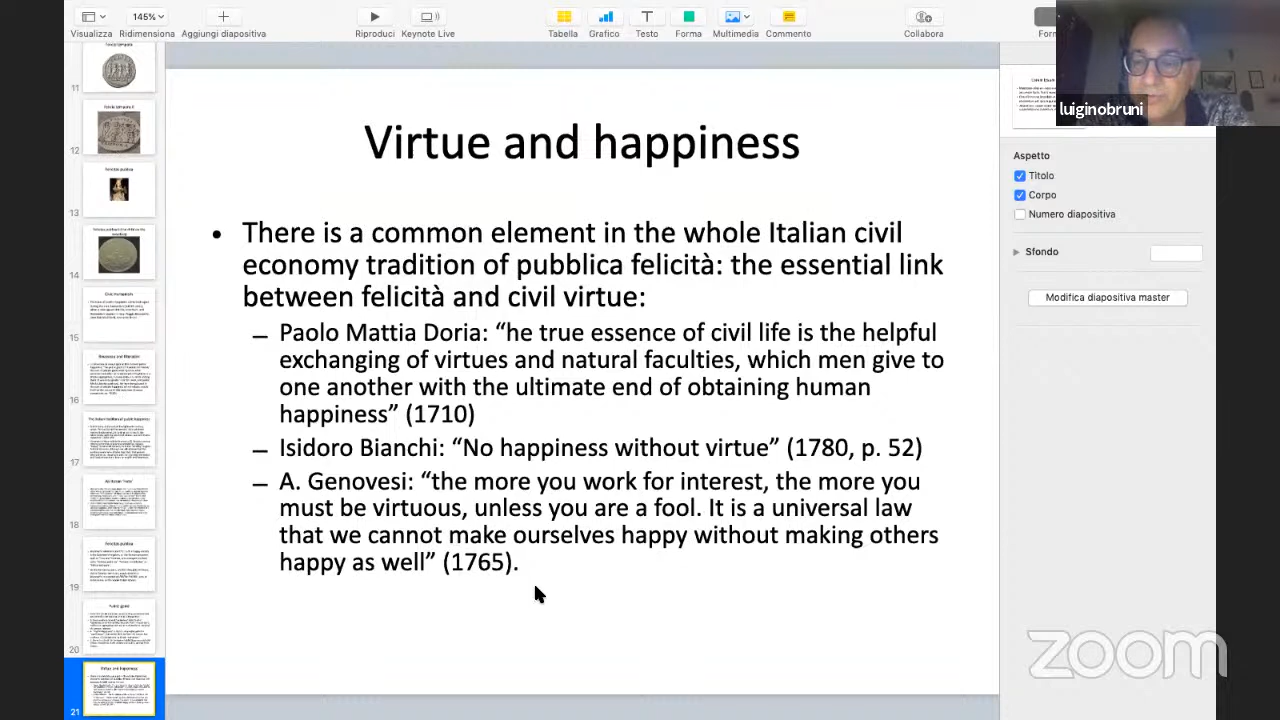 145%
Visualizza
Ridimensiona
Aggiungi diapositiva
Riproduci
Keynote Live
Tabella
Grafico
Testo
Forma
Multimedia
Commento
Collabora
luiginobruni
Virtue and happiness
• There is a common element in the whole Italian civil
economy tradition of pubblica felicità: the essential link
between felicità and civil virtue:
– Paolo Mattia Doria: “he true essence of civil life is the helpful
exchanging of virtues and natural faculties, which men give to
one another with the ultimate end of obtaining human
happiness” (1710)
– Isidoro Bianchi: “No happiness without virtue” (1780, p. 52)
– A. Genovesi: “the more you work for interest, the more you
must be virtuous, unless you are a fool. It is a universal law
that we cannot make ourselves happy without making others
happy as well” (1765).
11
12
13
14
15
16
17
18
19
20
Virtue and happiness
21
Aspetto
Titolo
Corpo
Numero diapositiva
Sfondo
Modifica diapositiva master
zoom